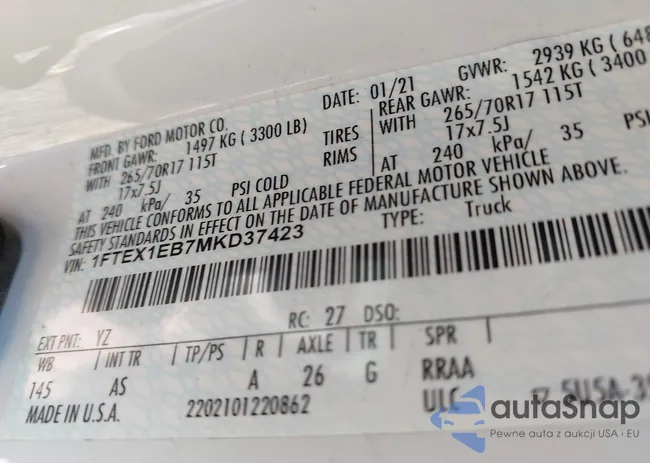 MFD. BY FORD MOTOR CO. DATE: 01/21 GVWR: 2939 KG ( 648
FRONT GAWR: 1497 KG ( 3300 LB) REAR GAWR: 1542 KG ( 3400
WITH 265/70R17 115T TIRES WITH 265/70R17 115T
17x7.5J RIMS 17x7.5J
AT 240 kPa/ 35 PSI COLD AT 240 kPa/ 35 PSI
THIS VEHICLE CONFORMS TO ALL APPLICABLE FEDERAL MOTOR VEHICLE
SAFETY STANDARDS IN EFFECT ON THE DATE OF MANUFACTURE SHOWN ABOVE.
VIN: 1FTEX1EB7MKD37423 TYPE: Truck
EXT PNT: YZ RC: 27 DSO:
WB INT TR TP/PS R AXLE TR SPR
145 AS A 26 G RRAA
MADE IN U.S.A. 2202101220862 ULC
autoSnap
Pewne auta z aukcji USA i EU